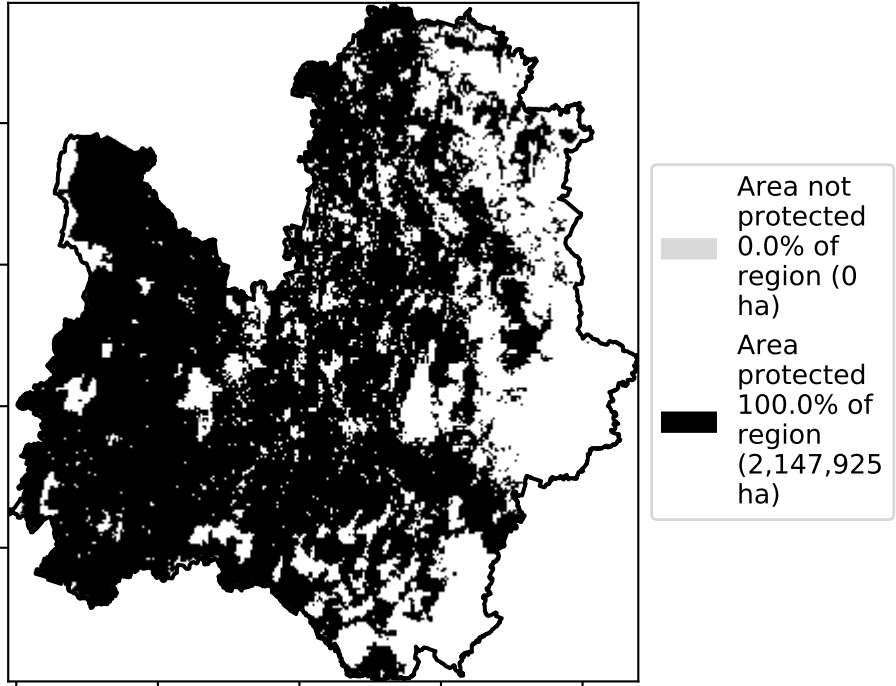 Area not
protected
0.0% of
region (0
ha)
Area
protected
100.0% of
region
(2,147,925
ha)